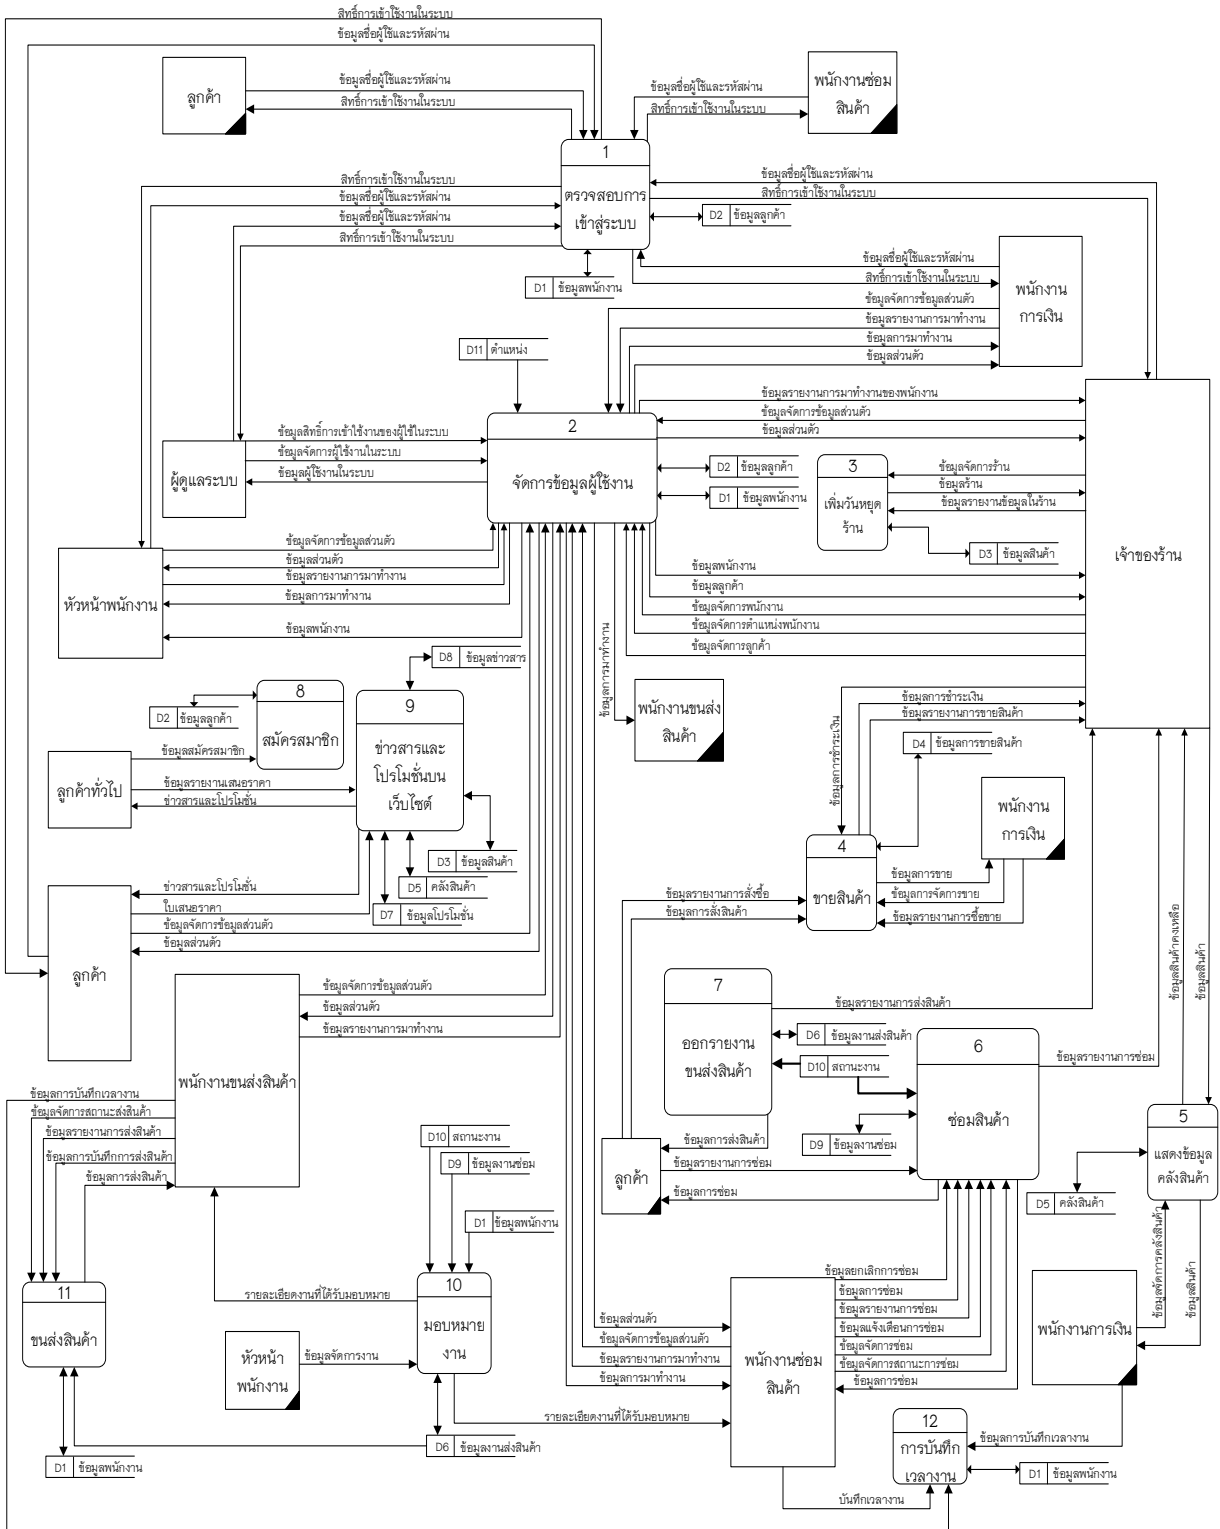 สิทธิ์การเข้าใช้งานในระบบ
ข้อมูลชื่อผู้ใช้และรหัสผ่าน
ลูกค้า
ข้อมูลชื่อผู้ใช้และรหัสผ่าน
สิทธิ์การเข้าใช้งานในระบบ
ข้อมูลชื่อผู้ใช้และรหัสผ่าน
สิทธิ์การเข้าใช้งานในระบบ
พนักงานซ่อม
สินค้า
1
ตรวจสอบการ
เข้าสู่ระบบ
สิทธิ์การเข้าใช้งานในระบบ
ข้อมูลชื่อผู้ใช้และรหัสผ่าน
ข้อมูลชื่อผู้ใช้และรหัสผ่าน
สิทธิ์การเข้าใช้งานในระบบ
ข้อมูลชื่อผู้ใช้และรหัสผ่าน
สิทธิ์การเข้าใช้งานในระบบ
D2 ข้อมูลลูกค้า
D1 ข้อมูลพนักงาน
ข้อมูลชื่อผู้ใช้และรหัสผ่าน
สิทธิ์การเข้าใช้งานในระบบ
ข้อมูลจัดการข้อมูลส่วนตัว
ข้อมูลรายงานการมาทำงาน
ข้อมูลการมาทำงาน
ข้อมูลส่วนตัว
พนักงาน
การเงิน
D11 ตำแหน่ง
2
จัดการข้อมูลผู้ใช้งาน
ข้อมูลรายงานการมาทำงานของพนักงาน
ข้อมูลจัดการข้อมูลส่วนตัว
ข้อมูลส่วนตัว
ผู้ดูแลระบบ
ข้อมูลสิทธิ์การเข้าใช้งานของผู้ใช้ในระบบ
ข้อมูลจัดการผู้ใช้งานในระบบ
ข้อมูลผู้ใช้งานในระบบ
D2 ข้อมูลลูกค้า
D1 ข้อมูลพนักงาน
3
เพิ่มวันหยุด
ร้าน
ข้อมูลจัดการร้าน
ข้อมูลร้าน
ข้อมูลรายงานข้อมูลในร้าน
D3 ข้อมูลสินค้า
เจ้าของร้าน
หัวหน้าพนักงาน
ข้อมูลจัดการข้อมูลส่วนตัว
ข้อมูลส่วนตัว
ข้อมูลรายงานการมาทำงาน
ข้อมูลการมาทำงาน
ข้อมูลพนักงาน
ข้อมูลพนักงาน
ข้อมูลลูกค้า
ข้อมูลจัดการพนักงาน
ข้อมูลจัดการตำแหน่งพนักงาน
ข้อมูลจัดการลูกค้า
ข้อมูลการมาทำงาน
D8 ข้อมูลข่าวสาร
8
สมัครสมาชิก
D2 ข้อมูลลูกค้า
9
ข่าวสารและ
โปรโมชั่นบน
เว็บไซต์
พนักงานขนส่ง
สินค้า
ข้อมูลการชำระเงิน
ข้อมูลรายงานการขายสินค้า
ข้อมูลการชำระเงิน
D4 ข้อมูลการขายสินค้า
ลูกค้าทั่วไป
ข้อมูลสมัครสมาชิก
ข้อมูลรายงานเสนอราคา
ข่าวสารและโปรโมชั่น
พนักงาน
การเงิน
4
ขายสินค้า
ข้อมูลการขาย
ข้อมูลการจัดการขาย
ข้อมูลรายงานการซื้อขาย
D3 ข้อมูลสินค้า
D5 คลังสินค้า
D7 ข้อมูลโปรโมชั่น
ลูกค้า
ข่าวสารและโปรโมชั่น
ใบเสนอราคา
ข้อมูลจัดการข้อมูลส่วนตัว
ข้อมูลส่วนตัว
ข้อมูลรายงานการสั่งซื้อ
ข้อมูลการสั่งสินค้า
ข้อมูลสินค้าคงเหลือ
ข้อมูลสินค้า
7
ออกรายงาน
ขนส่งสินค้า
ข้อมูลรายงานการส่งสินค้า
D6 ข้อมูลงานส่งสินค้า
D10 สถานะงาน
6
ซ่อมสินค้า
ข้อมูลรายงานการซ่อม
D9 ข้อมูลงานซ่อม
พนักงานขนส่งสินค้า
ข้อมูลจัดการข้อมูลส่วนตัว
ข้อมูลส่วนตัว
ข้อมูลรายงานการมาทำงาน
ข้อมูลการบันทึกเวลางาน
ข้อมูลจัดการสถานะส่งสินค้า
ข้อมูลรายงานการส่งสินค้า
ข้อมูลการบันทึกการส่งสินค้า
ข้อมูลการส่งสินค้า
D10 สถานะงาน
D9 ข้อมูลงานซ่อม
D1 ข้อมูลพนักงาน
ลูกค้า
ข้อมูลการส่งสินค้า
ข้อมูลรายงานการซ่อม
ข้อมูลการซ่อม
5
แสดงข้อมูล
คลังสินค้า
D5 คลังสินค้า
ข้อมูลจัดการคลังสินค้า
ข้อมูลสินค้า
11
ขนส่งสินค้า
รายละเอียดงานที่ได้รับมอบหมาย
10
มอบหมาย
งาน
หัวหน้า
พนักงาน
ข้อมูลจัดการงาน
ข้อมูลส่วนตัว
ข้อมูลจัดการข้อมูลส่วนตัว
ข้อมูลรายงานการมาทำงาน
ข้อมูลการมาทำงาน
พนักงานซ่อม
สินค้า
ข้อมูลยกเลิกการซ่อม
ข้อมูลการซ่อม
ข้อมูลรายงานการซ่อม
ข้อมูลแจ้งเตือนการซ่อม
ข้อมูลจัดการซ่อม
ข้อมูลจัดการสถานะการซ่อม
ข้อมูลการซ่อม
พนักงานการเงิน
รายละเอียดงานที่ได้รับมอบหมาย
D6 ข้อมูลงานส่งสินค้า
D1 ข้อมูลพนักงาน
12
การบันทึก
เวลางาน
ข้อมูลการบันทึกเวลางาน
D1 ข้อมูลพนักงาน
บันทึกเวลางาน